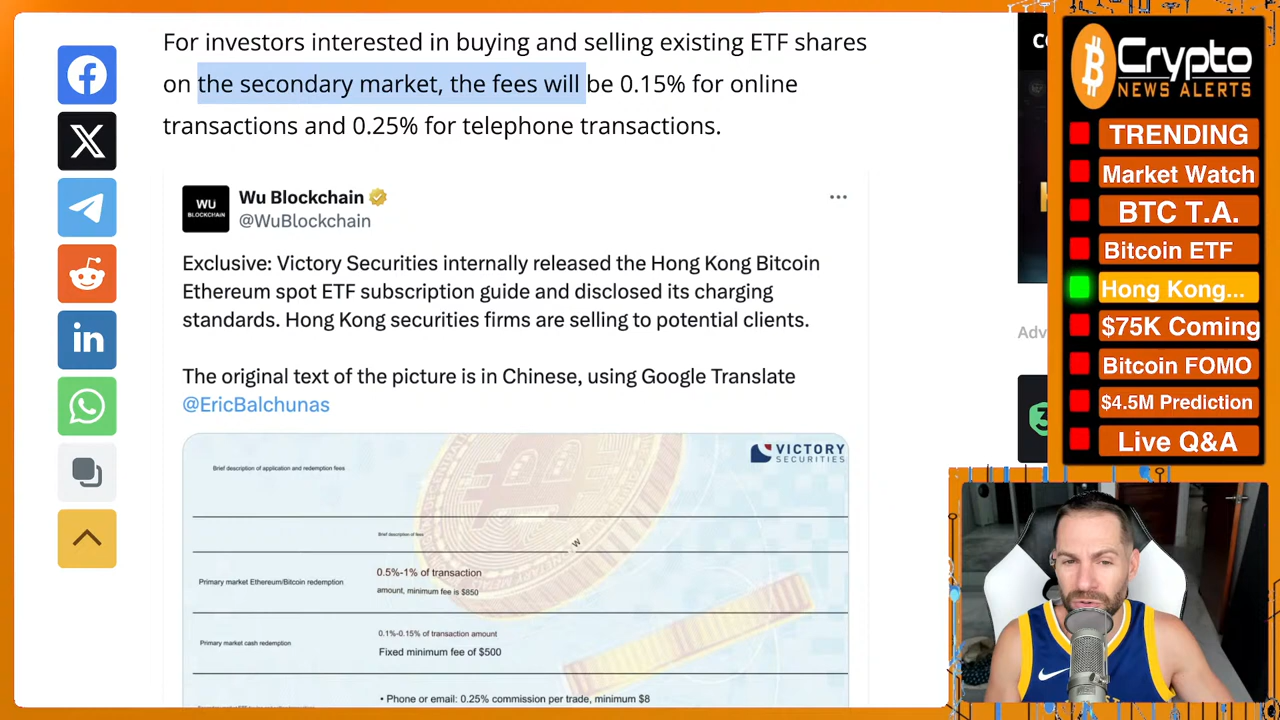 For investors interested in buying and selling existing ETF shares
on the secondary market, the fees will be 0.15% for online
transactions and 0.25% for telephone transactions.
WU
BLOCKCHAIN
Wu Blockchain
@WuBlockchain
Exclusive: Victory Securities internally released the Hong Kong Bitcoin
Ethereum spot ETF subscription guide and disclosed its charging
standards. Hong Kong securities firms are selling to potential clients.
The original text of the picture is in Chinese, using Google Translate
@EricBalchunas
VICTORY
SECURITIES
Brief description of application and redemption fees
Brief description of fees
Primary market Ethereum/Bitcoin redemption
0.5%-1% of transaction
amount, minimum fee is $850
Primary market cash redemption
0.1%-0.15% of transaction amount
Fixed minimum fee of $500
• Phone or email: 0.25% commission per trade, minimum $8
Adv
Crypto
NEWS ALERTS
TRENDING
Market Watch
BTC T.A.
Bitcoin ETF
Hong Kong...
$75K Coming
Bitcoin FOMO
$4.5M Prediction
Live Q&A